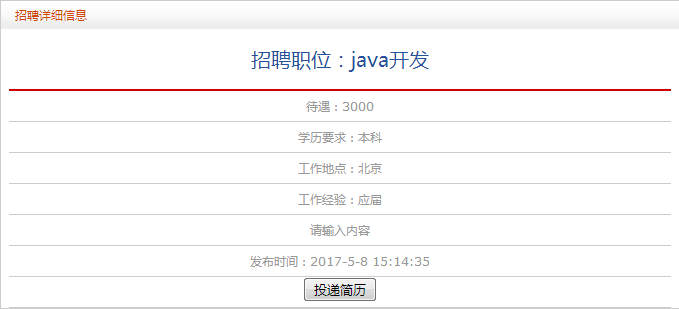 招聘详细信息
招聘职位：java开发
待遇：3000
学历要求：本科
工作地点：北京
工作经验：应届
请输入内容
发布时间：2017-5-8 15:14:35
投递简历